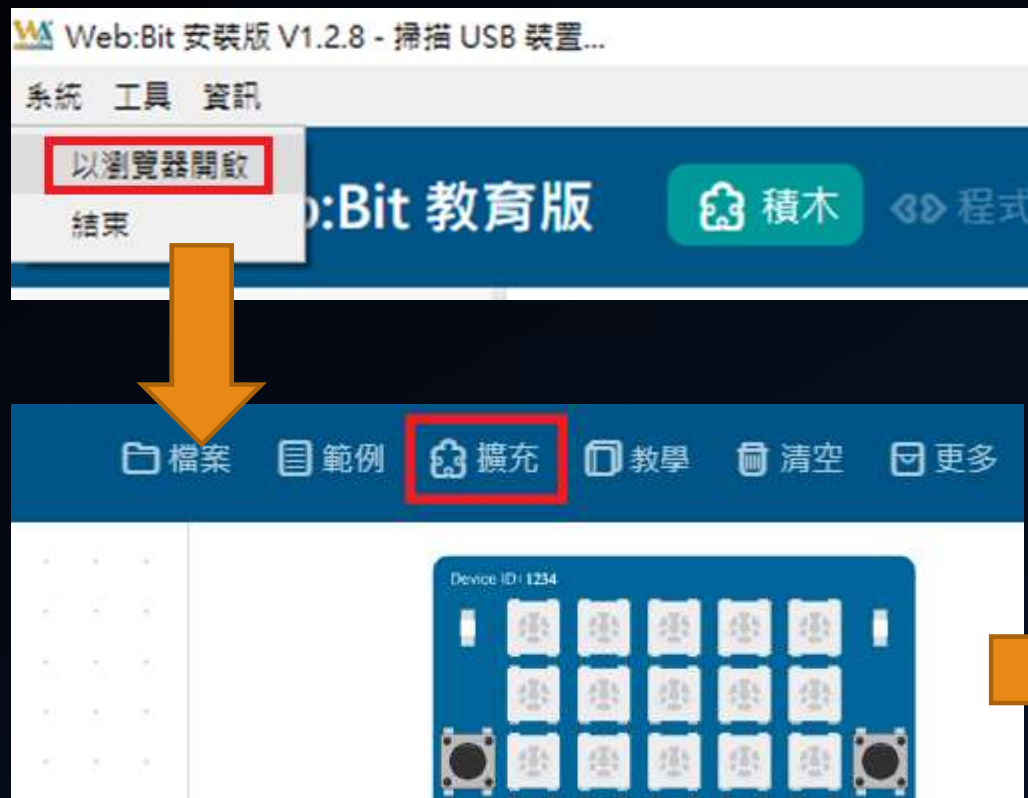 Web:Bit 安裝版 V1.2.8 - 掃描 USB 裝置...
系統 工具 資訊
以瀏覽器開啟
結束
:Bit 教育版 積木 程式
檔案 範例 擴充 教學 清空 更多
Device ID: 1234